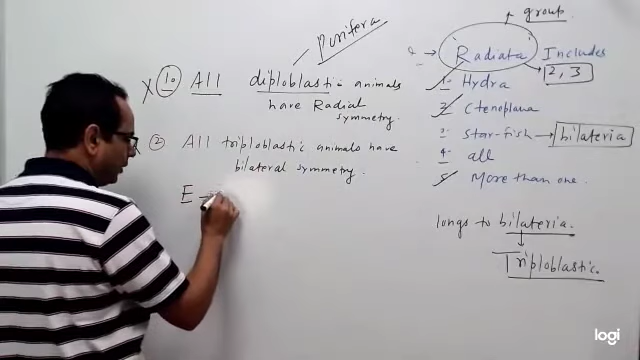 group
Porifera
X 1. All diploblastic animals
have Radial
symmetry.
X 2 All triploblastic animals have
bilateral symmetry.
E
"Radiata" Includes
2, 3
1. Hydra
2. Ctenoplana
3. Star-fish → bilateria
4. all
5. More than one.
longs to bilateria.
Triploblastic.
logi